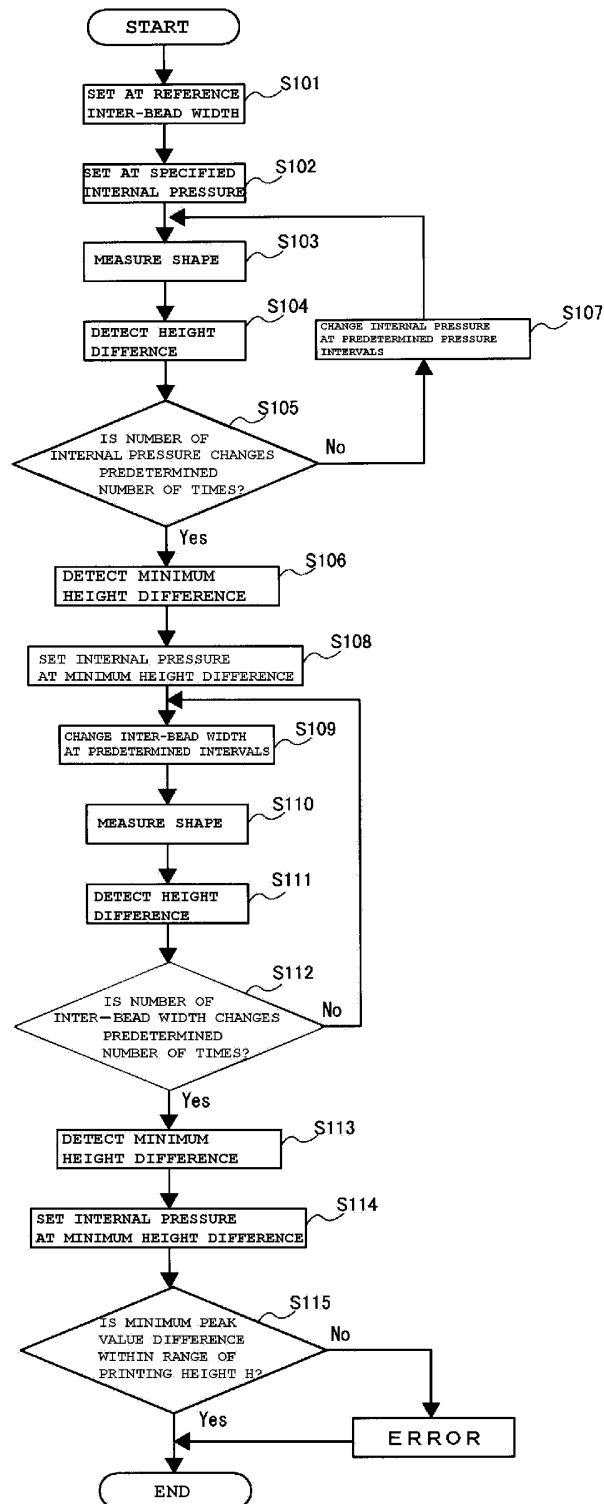 START
SET AT REFERENCE
INTER-BEAD WIDTH
S101
SET AT SPECIFIED
INTERNAL PRESSURE
S102
MEASURE SHAPE
S103
DETECT HEIGHT
DIFFERNCE
S104
CHANGE INTERNAL PRESSURE
AT PREDETERMINED PRESSURE
INTERVALS
S107
IS NUMBER OF
INTERNAL PRESSURE CHANGES
PREDETERMINED
NUMBER OF TIMES?
S105
No
Yes
DETECT MINIMUM
HEIGHT DIFFERENCE
S106
SET INTERNAL PRESSURE
AT MINIMUM HEIGHT DIFFERENCE
S108
CHANGE INTER-BEAD WIDTH
AT PREDETERMINED INTERVALS
S109
MEASURE SHAPE
S110
DETECT HEIGHT
DIFFERENCE
S111
IS NUMBER OF
INTER-BEAD WIDTH CHANGES
PREDETERMINED
NUMBER OF TIMES?
S112
No
Yes
DETECT MINIMUM
HEIGHT DIFFERENCE
S113
SET INTERNAL PRESSURE
AT MINIMUM HEIGHT DIFFERENCE
S114
IS MINIMUM PEAK
VALUE DIFFERENCE
WITHIN RANGE OF
PRINTING HEIGHT H?
S115
No
Yes
ERROR
END